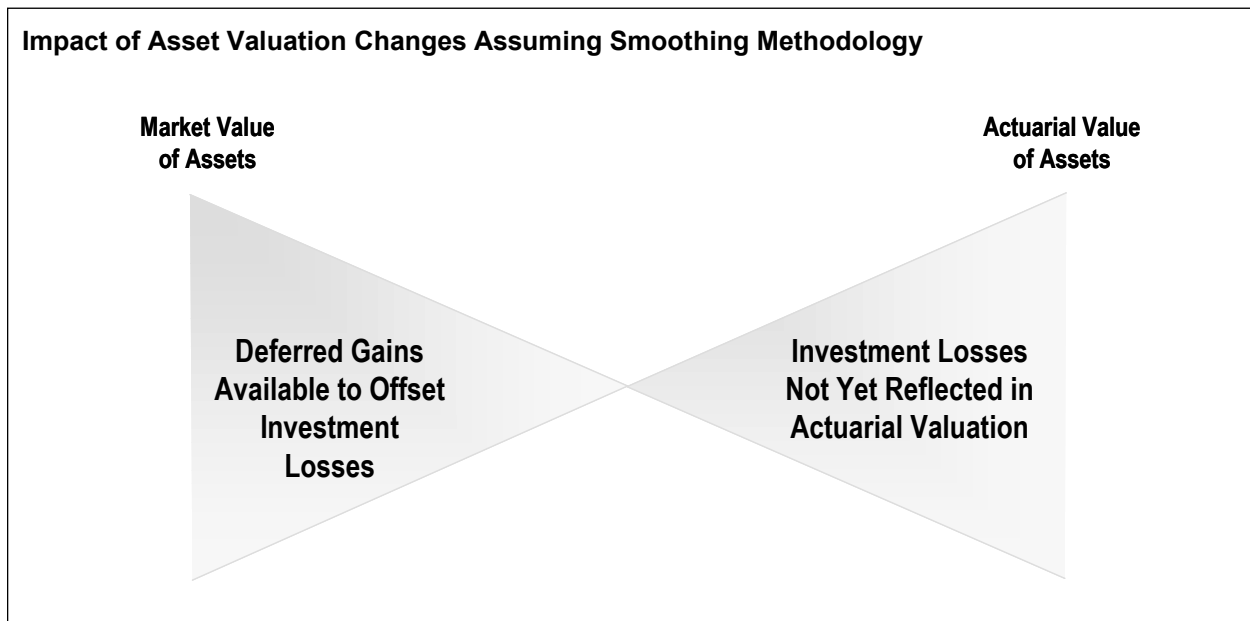 Impact of Asset Valuation Changes Assuming Smoothing Methodology
Market Value
of Assets
Actuarial Value
of Assets
Deferred Gains
Available to Offset
Investment
Losses
Investment Losses
Not Yet Reflected in
Actuarial Valuation